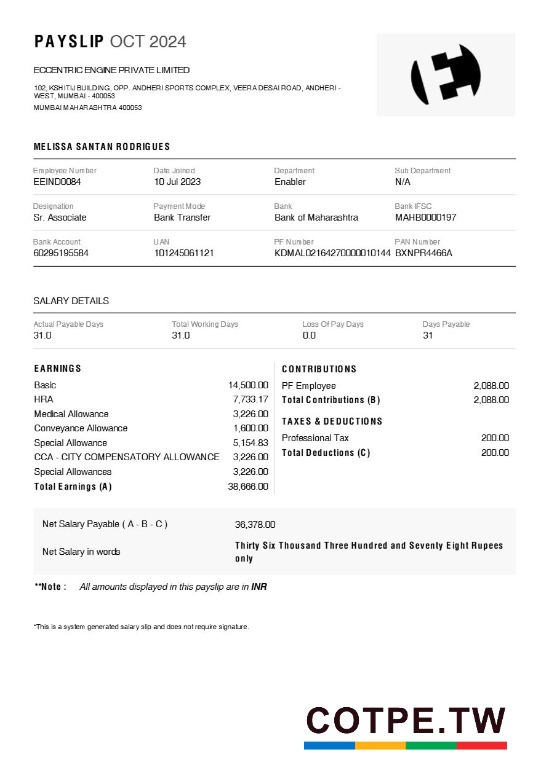 PAYSLIP OCT 2024
ECCENTRIC ENGINE PRIVATE LIMITED
102, KSHITIJ BUILDING, OPP. ANDHERI SPORTS COMPLEX, VEERA DESAI ROAD, ANDHERI -
WEST, MUMBAI - 400053
MUMBAI MAHARASHTRA 400053
MELISSA SANTAN RODRIGUES
Employee Number Date Joined Department Sub Department
EEIND0084 10 Jul 2023 Enabler N/A
Designation Payment Mode Bank Bank IFSC
Sr. Associate Bank Transfer Bank of Maharashtra MAHB0000197
Bank Account UAN PF Number PAN Number
60295195584 101245061121 KDMAL02164270000010144 BXNPR4466A
SALARY DETAILS
Actual Payable Days Total Working Days Loss Of Pay Days Days Payable
31.0 31.0 0.0 31
EARNINGS
Basic 14,500.00
HRA 7,733.17
Medical Allowance 3,226.00
Conveyance Allowance 1,600.00
Special Allowance 5,154.83
CCA - CITY COMPENSATORY ALLOWANCE 3,226.00
Special Allowances 3,226.00
Total Earnings (A) 38,666.00
CONTRIBUTIONS
PF Employee 2,088.00
Total Contributions (B) 2,088.00
TAXES & DEDUCTIONS
Professional Tax 200.00
Total Deductions (C) 200.00
Net Salary Payable ( A - B - C ) 36,378.00
Net Salary in words Thirty Six Thousand Three Hundred and Seventy Eight Rupees
only
**Note : All amounts displayed in this payslip are in INR
*This is a system generated salary slip and does not require signature.
COTPE.TW